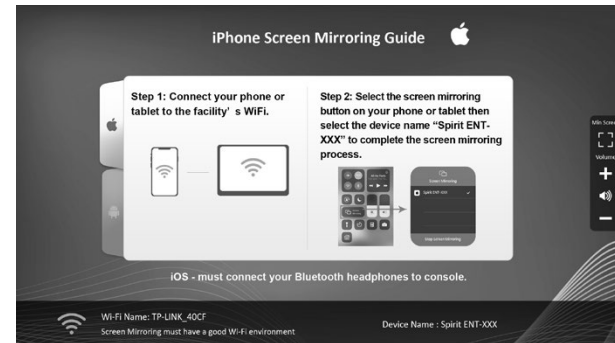 iPhone Screen Mirroring Guide
Step 1: Connect your phone or
tablet to the facility' s WiFi.
Step 2: Select the screen mirroring
button on your phone or tablet then
select the device name “Spirit ENT-
XXX” to complete the screen mirroring
process.
Screen Mirroring
Spirit ENT-XXX
Stop Screen Mirroring
Min Scree
Volume
iOS - must connect your Bluetooth headphones to console.
Wi-Fi Name: TP-LINK_40CF
Screen Mirroring must have a good Wi-Fi environment
Device Name : Spirit ENT-XXX